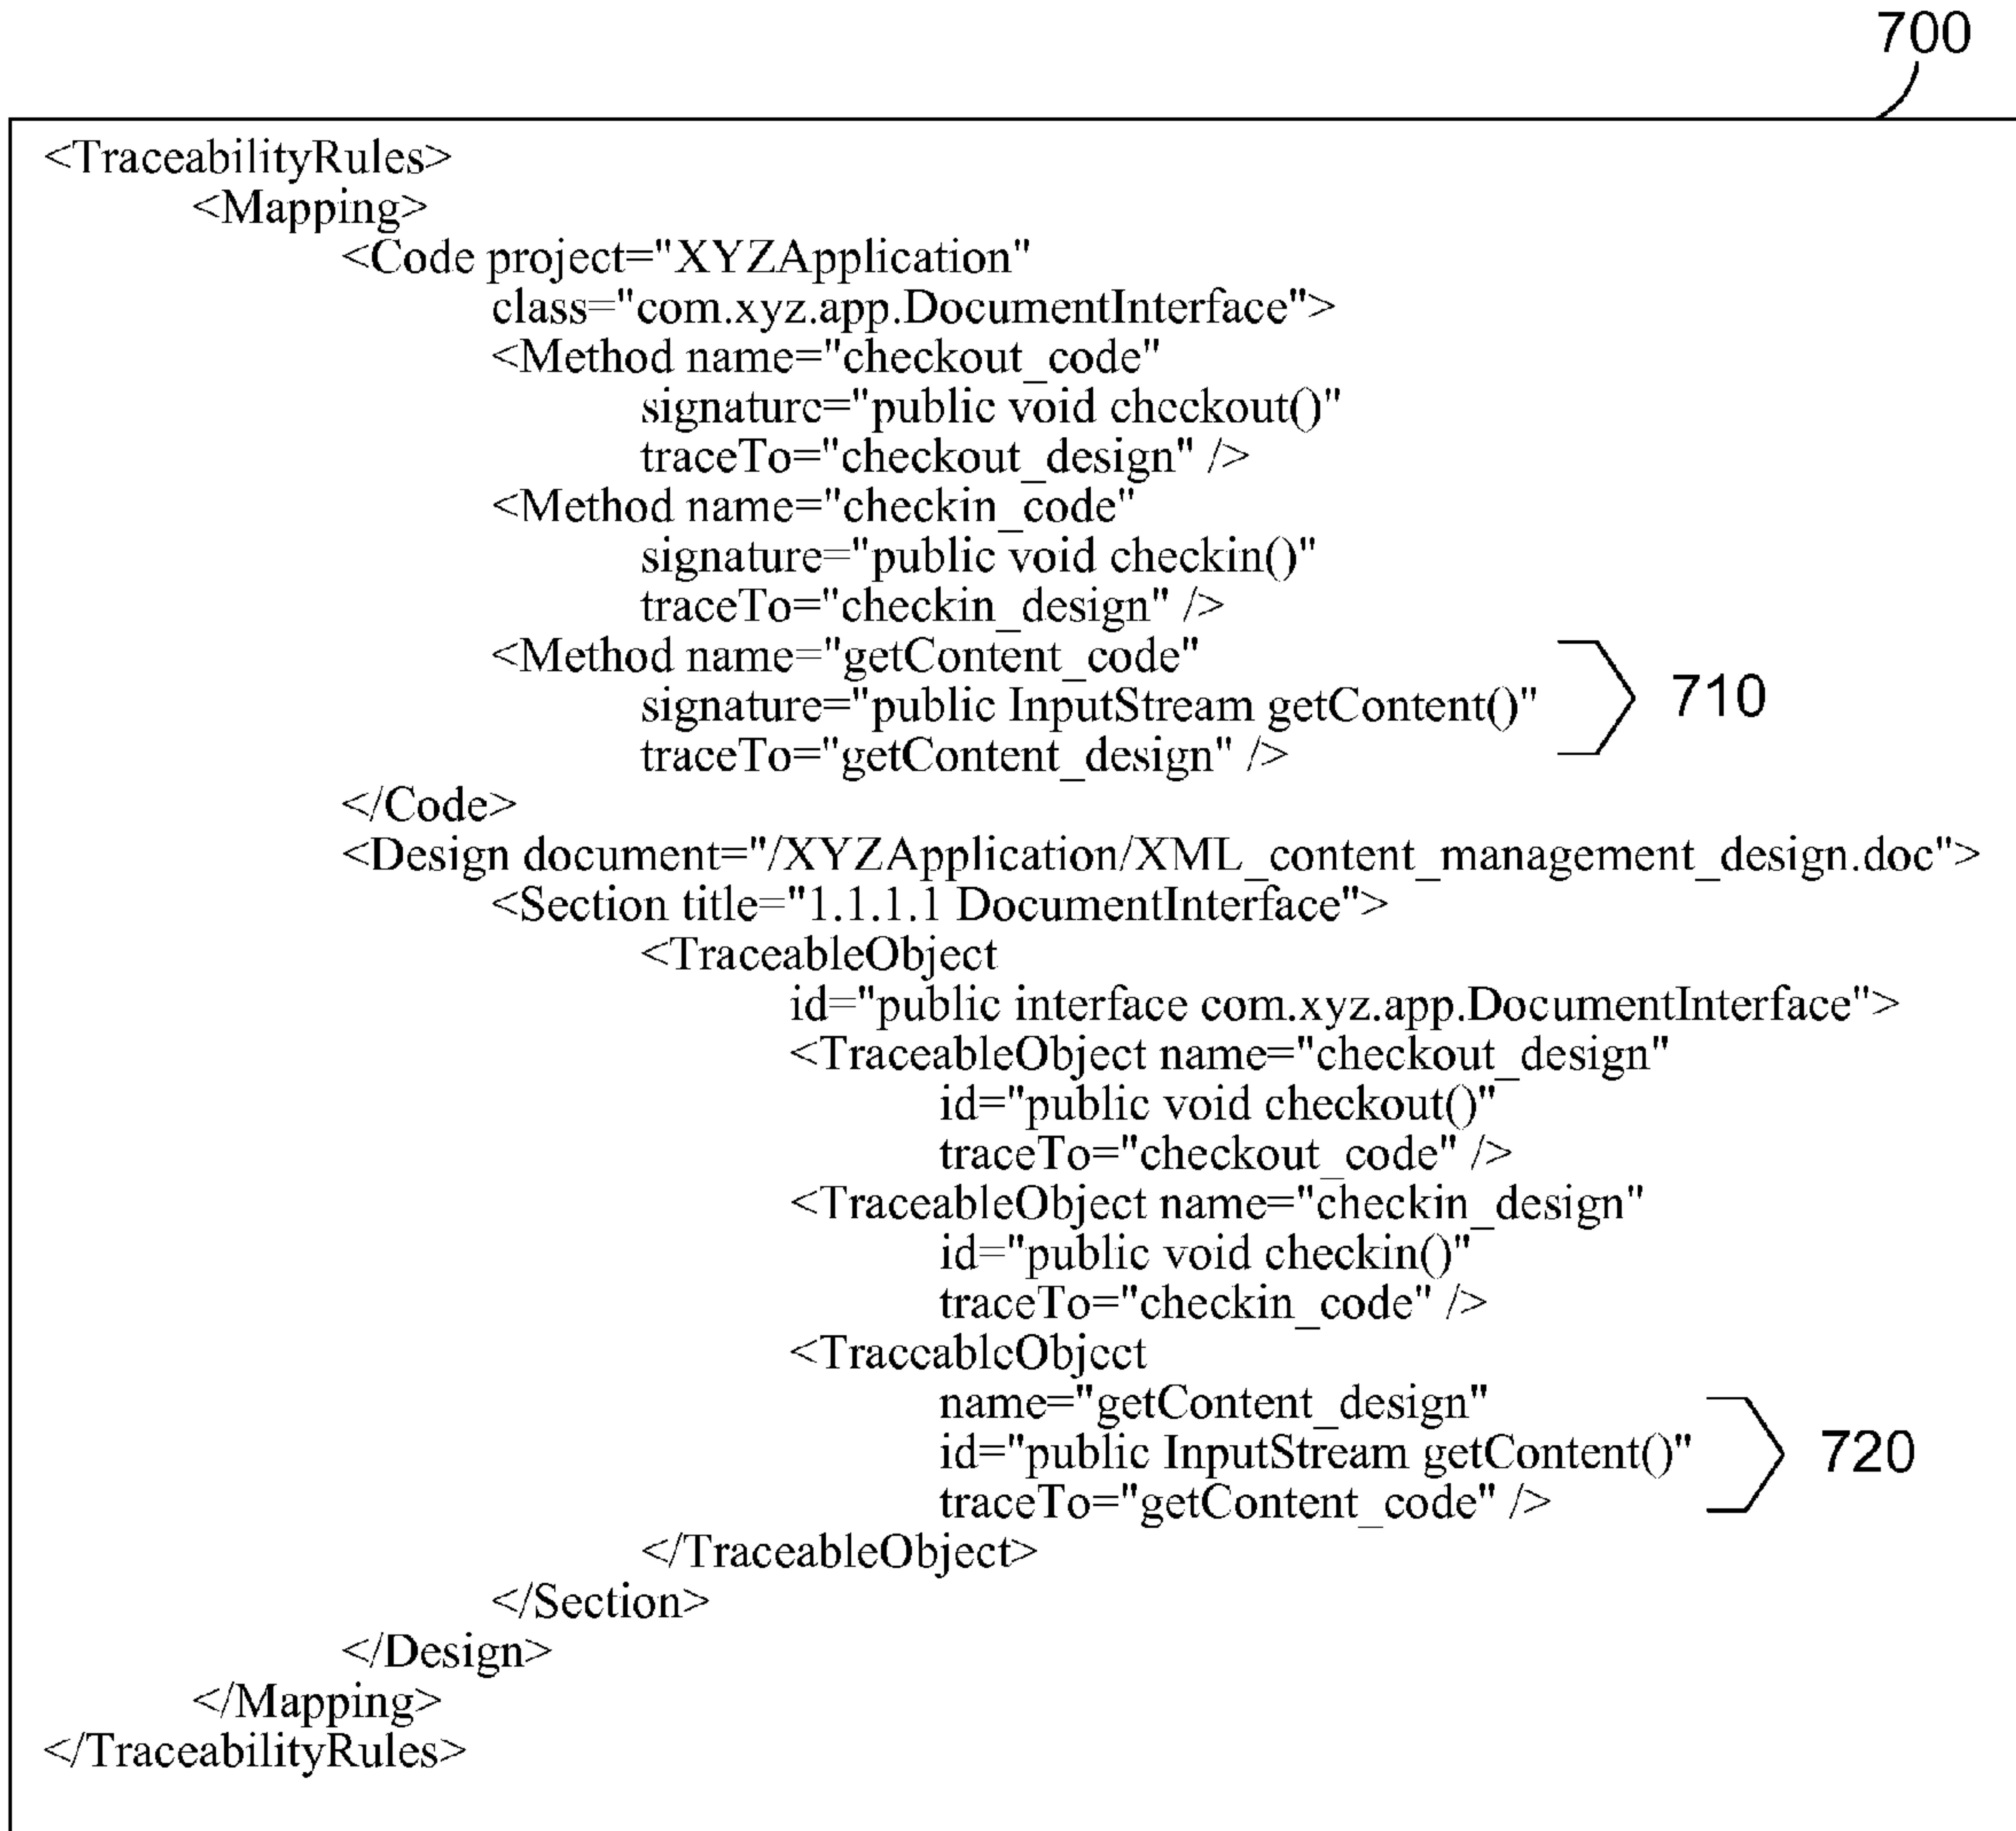 700
<TraceabilityRules>
<Mapping>
<Code project="XYZApplication"
class="com.xyz.app.DocumentInterface">
<Method name="checkout_code"
signature="public void checkout()"
traceTo="checkout_design" />
<Method name="checkin_code"
signature="public void checkin()"
traceTo="checkin_design" />
<Method name="getContent_code"
signature="public InputStream getContent()"
710
traceTo="getContent_design" />
</Code>
<Design document="/XYZApplication/XML_content_management_design.doc">
<Section title="1.1.1.1 DocumentInterface">
<TraceableObject
id="public interface com.xyz.app.DocumentInterface">
<TraceableObject name="checkout_design"
id="public void checkout()"
traceTo="checkout_code" />
<TraceableObject name="checkin_design"
id="public void checkin()"
traceTo="checkin_code" />
<TraceableObject
name="getContent_design"
id="public InputStream getContent()"
720
traceTo="getContent_code" />
</TraceableObject>
</Section>
</Design>
</Mapping>
</TraceabilityRules>